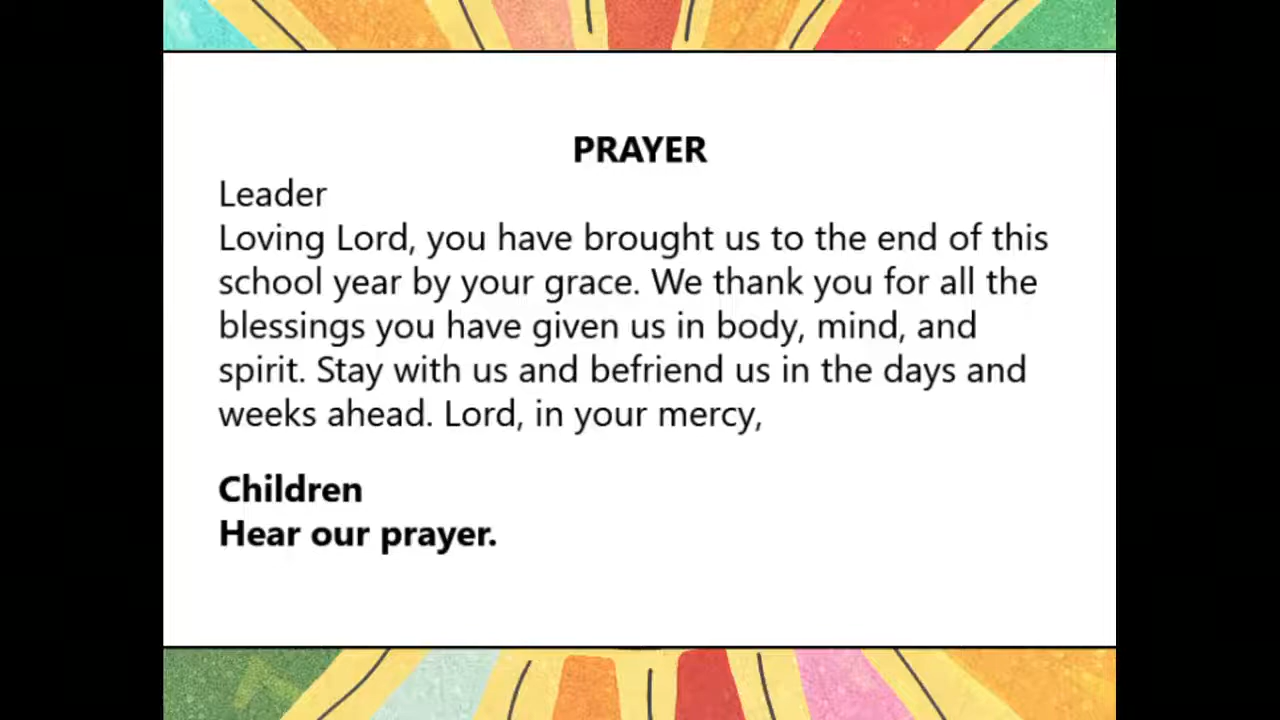 PRAYER
Leader
Loving Lord, you have brought us to the end of this
school year by your grace. We thank you for all the
blessings you have given us in body, mind, and
spirit. Stay with us and befriend us in the days and
weeks ahead. Lord, in your mercy,
Children
Hear our prayer.